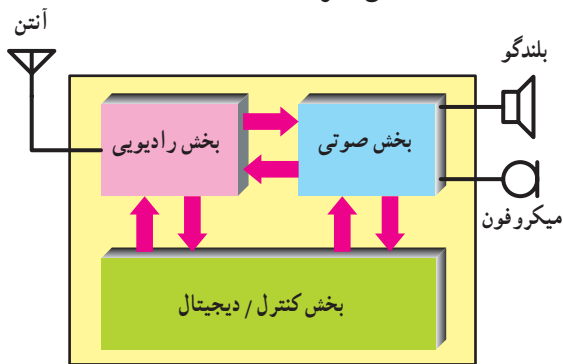 آنتن
بلندگو
بخش رادیویی
بخش صوتی
میکروفون
بخش کنترل / دیجیتال